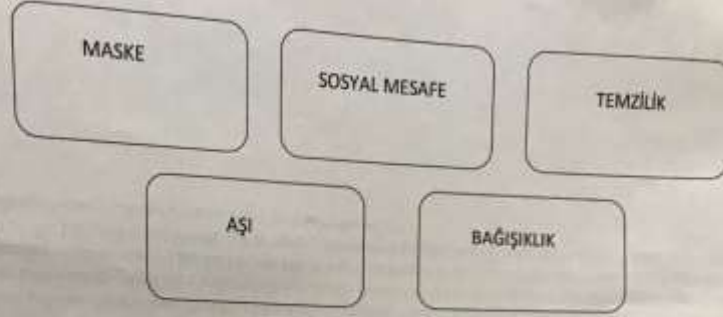 MASKE
SOSYAL MESAFE
TEMZİLİK
AŞI
BAĞIŞIKLIK